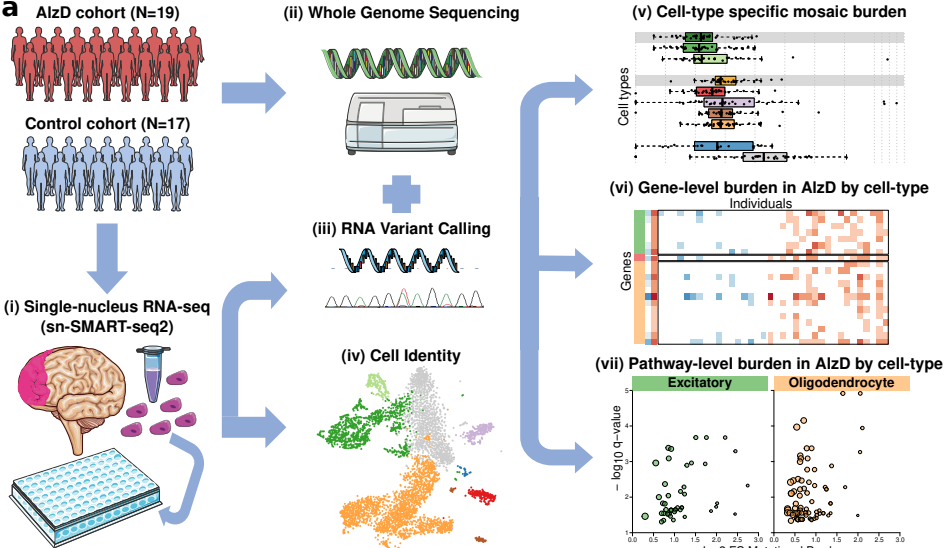 a
AlzD cohort (N=19)
Control cohort (N=17)
(i) Single-nucleus RNA-seq
(sn-SMART-seq2)
(ii) Whole Genome Sequencing
(iii) RNA Variant Calling
(iv) Cell Identity
(v) Cell-type specific mosaic burden
Cell types
(vi) Gene-level burden in AlzD by cell-type
Individuals
Genes
(vii) Pathway-level burden in AlzD by cell-type
Excitatory
Oligodendrocyte
− log10 q-value
5
4
3
2
1
0.0 0.5 1.0 1.5 2.0 2.5 3.0
0.0 0.5 1.0 1.5 2.0 2.5 3.0